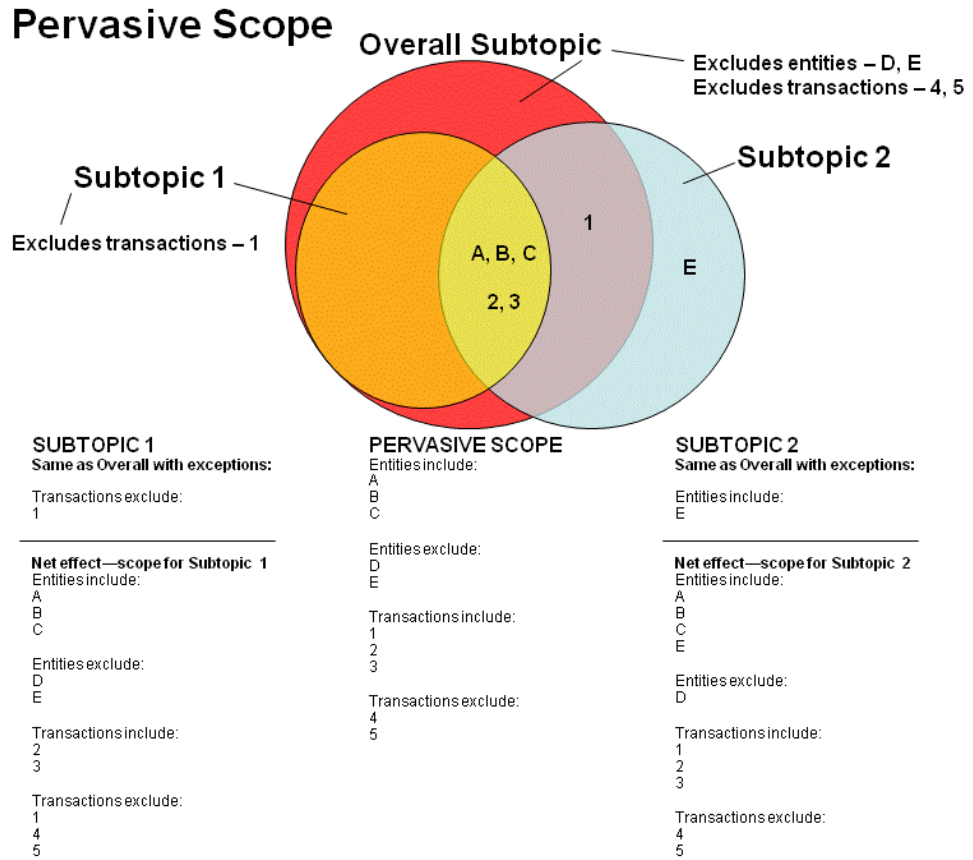 Pervasive Scope
Overall Subtopic
Excludes entities – D, E
Excludes transactions – 4, 5
Subtopic 2
Subtopic 1
Excludes transactions – 1
1
A, B, C
E
2, 3
SUBTOPIC 1
Same as Overall with exceptions:
Transactions exclude:
1
Net effect—scope for Subtopic 1
Entities include:
A
B
C
Entities exclude:
D
E
Transactions include:
2
3
Transactions exclude:
1
4
5
PERVASIVE SCOPE
Entities include:
A
B
C
Entities exclude:
D
E
Transactions include:
1
2
3
Transactions exclude:
4
5
SUBTOPIC 2
Same as Overall with exceptions:
Entities include:
E
Net effect—scope for Subtopic 2
Entities include:
A
B
C
E
Entities exclude:
D
Transactions include:
1
2
3
Transactions exclude:
4
5